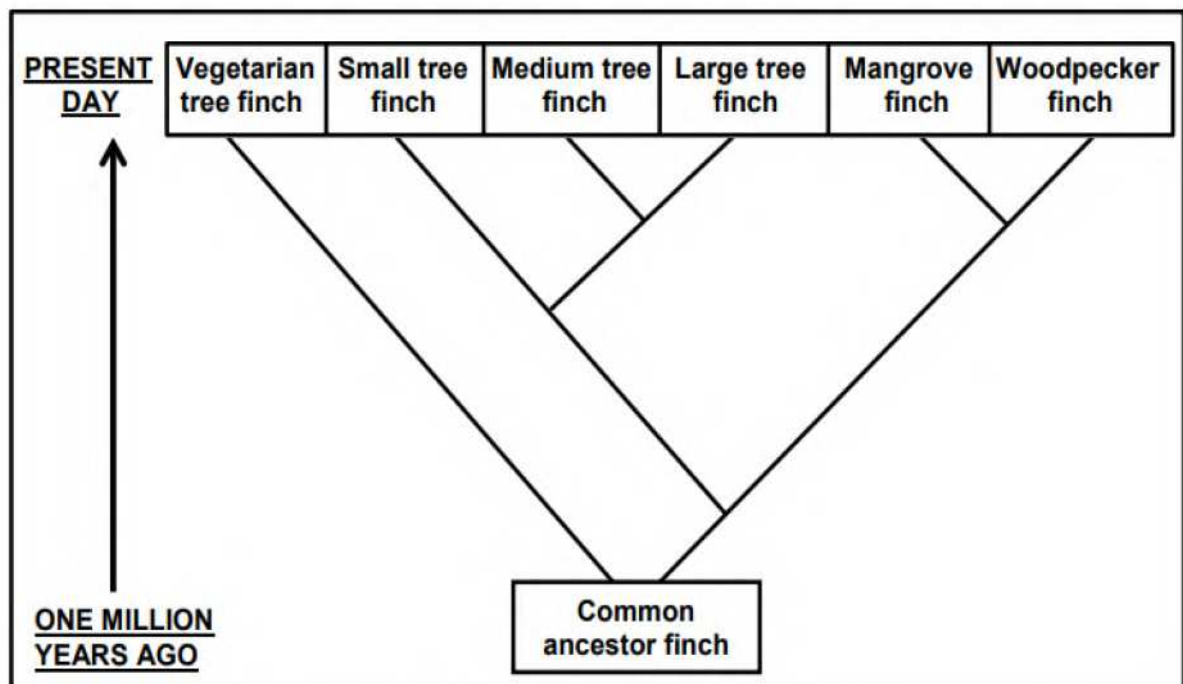 PRESENT
DAY
Vegetarian
tree finch
Small tree
finch
Medium tree
finch
Large tree
finch
Mangrove
finch
Woodpecker
finch
ONE MILLION
YEARS AGO
Common
ancestor finch